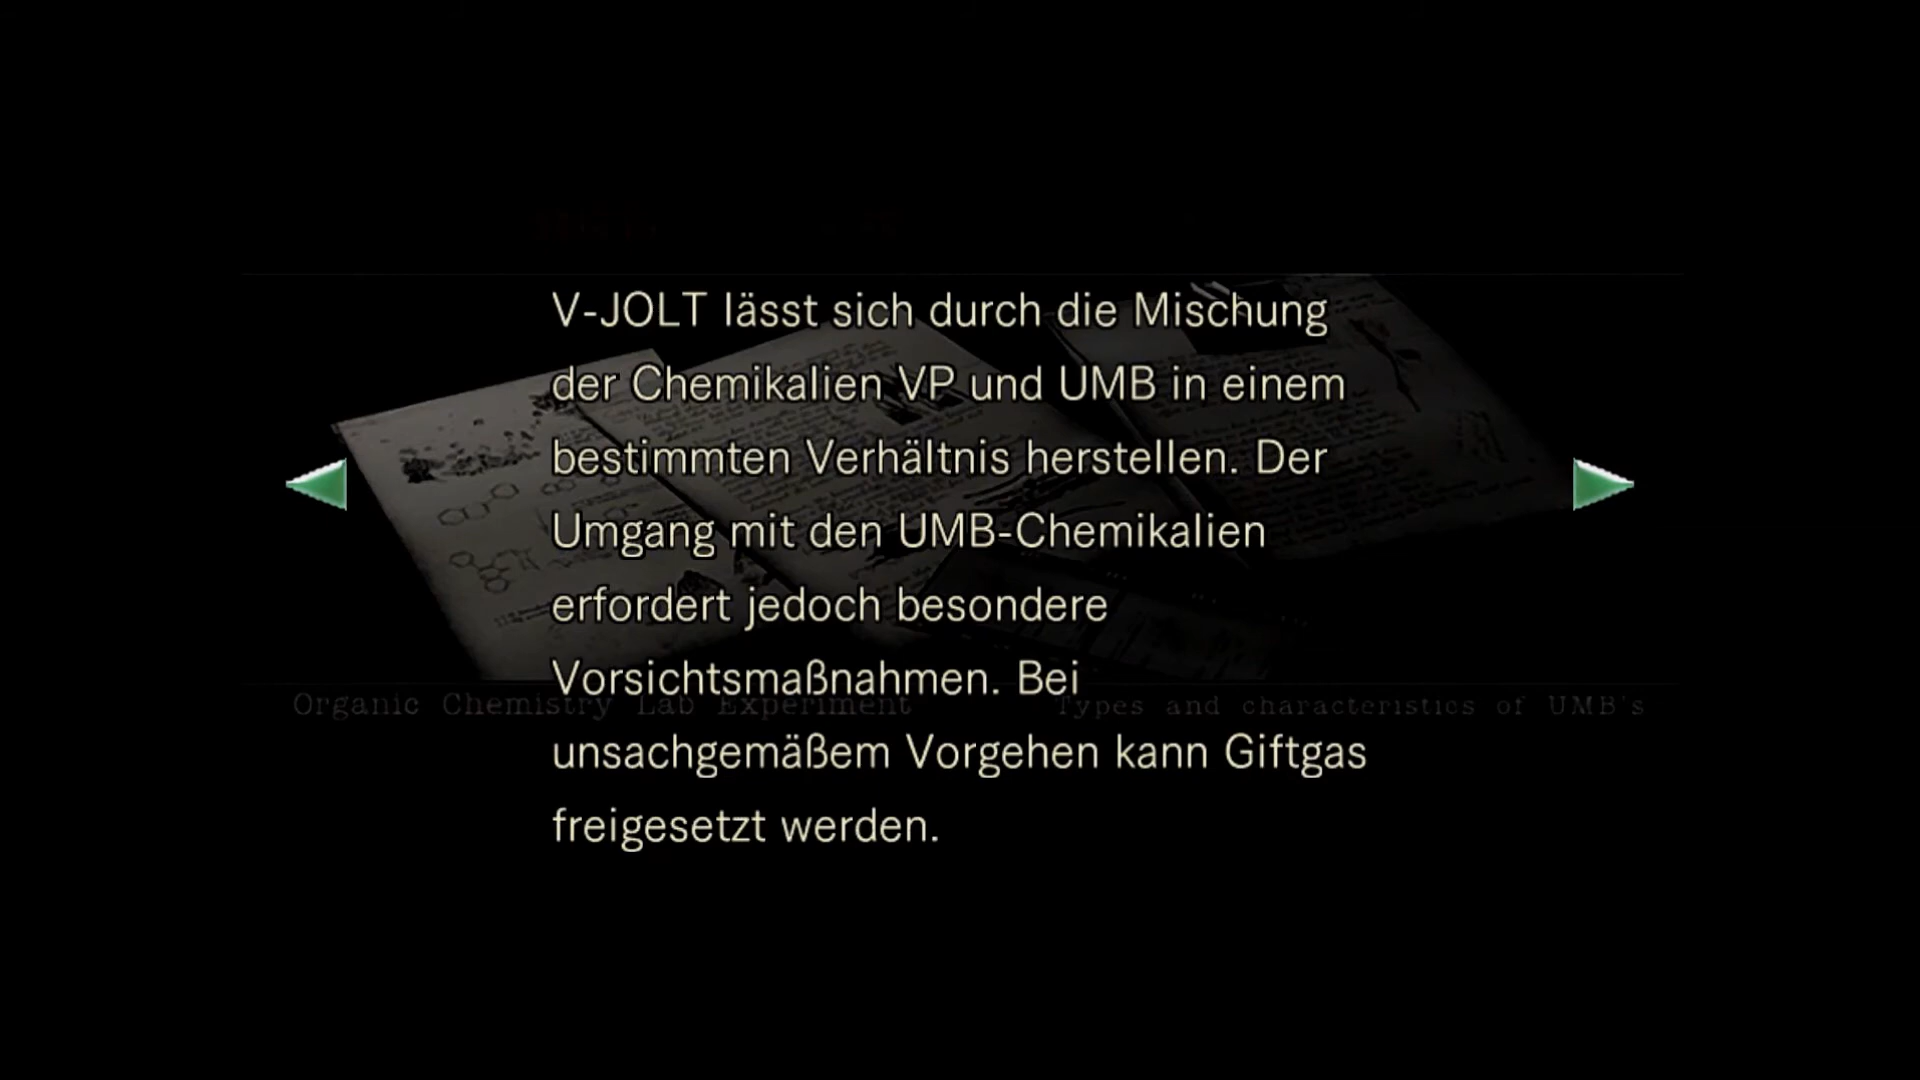 V-JOLT lässt sich durch die Mischung
der Chemikalien VP und UMB in einem
bestimmten Verhältnis herstellen. Der
Umgang mit den UMB-Chemikalien
erfordert jedoch besondere
Vorsichtsmaßnahmen. Bei
Organic Chemistry Lab Experiment Types and characteristics of UMB's
unsachgemäßem Vorgehen kann Giftgas
freigesetzt werden.